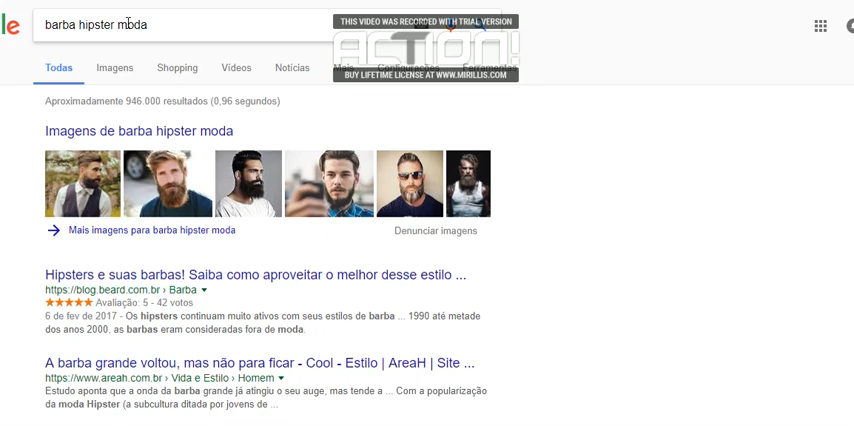 le
barba hipster moda
THIS VIDEO WAS RECORDED WITH TRIAL VERSION
ACTION!
BUY LIFETIME LICENSE AT WWW.MIRILLIS.COM
Todas Imagens Shopping Vídeos Notícias Mais Configurações Ferramentas
Aproximadamente 946.000 resultados (0,96 segundos)
Imagens de barba hipster moda
Mais imagens para barba hipster moda Denunciar imagens
Hipsters e suas barbas! Saiba como aproveitar o melhor desse estilo ...
https://blog.beard.com.br › Barba
Avaliação: 5 - 42 votos
6 de fev de 2017 - Os hipsters continuam muito ativos com seus estilos de barba ... 1990 até metade
dos anos 2000, as barbas eram consideradas fora de moda.
A barba grande voltou, mas não para ficar - Cool - Estilo | AreaH | Site ...
https://www.areah.com.br › Vida e Estilo › Homem
Estudo aponta que a onda da barba grande já atingiu o seu auge, mas tende a ... Com a popularização
da moda Hipster (a subcultura ditada por jovens de ...